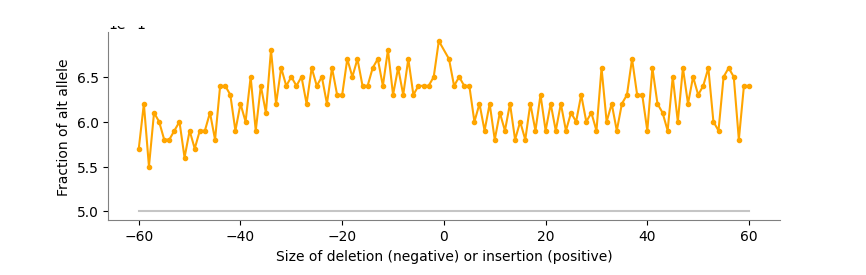 6.5
6.0
5.5
5.0
Fraction of alt allele
−60 −40 −20 0 20 40 60
Size of deletion (negative) or insertion (positive)